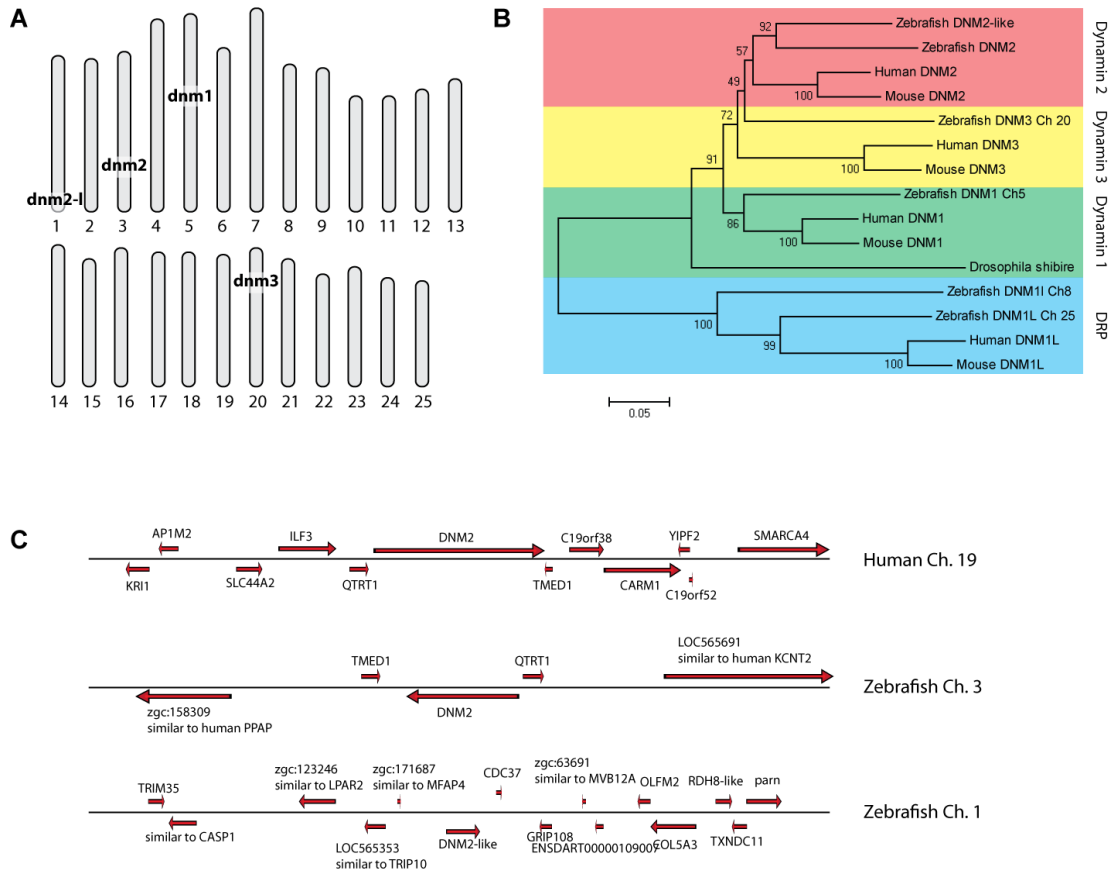 A
dnm1
dnm2
dnm2-l
1 2 3 4 5 6 7 8 9 10 11 12 13
dnm3
14 15 16 17 18 19 20 21 22 23 24 25
B
Zebrafish DNM2-like
Zebrafish DNM2
Human DNM2
Mouse DNM2
Zebrafish DNM3 Ch 20
Human DNM3
Mouse DNM3
Zebrafish DNM1 Ch5
Human DNM1
Mouse DNM1
Drosophila shibire
Zebrafish DNM1l Ch8
Zebrafish DNM1L Ch 25
Human DNM1L
Mouse DNM1L
92
57
100
49
72
100
91
86
100
100
99
100
0.05
Dynamin 2
Dynamin 3
Dynamin 1
DRP
C
AP1M2
ILF3
DNM2
C19orf38
YIPF2
SMARCA4
KRI1
SLC44A2
QTRT1
TMED1
CARM1
C19orf52
Human Ch. 19
TMED1
QTRT1
LOC565691
similar to human KCNT2
zgc:158309
similar to human PPAP
DNM2
Zebrafish Ch. 3
TRIM35
zgc:123246
similar to LPAR2
zgc:171687
similar to MFAP4
CDC37
zgc:63691
similar to MVB12A
OLFM2
RDH8-like
parn
similar to CASP1
LOC565353
similar to TRIP10
DNM2-like
GRIP108
ENSDART00000109007
COL5A3
TXNDC11
Zebrafish Ch. 1